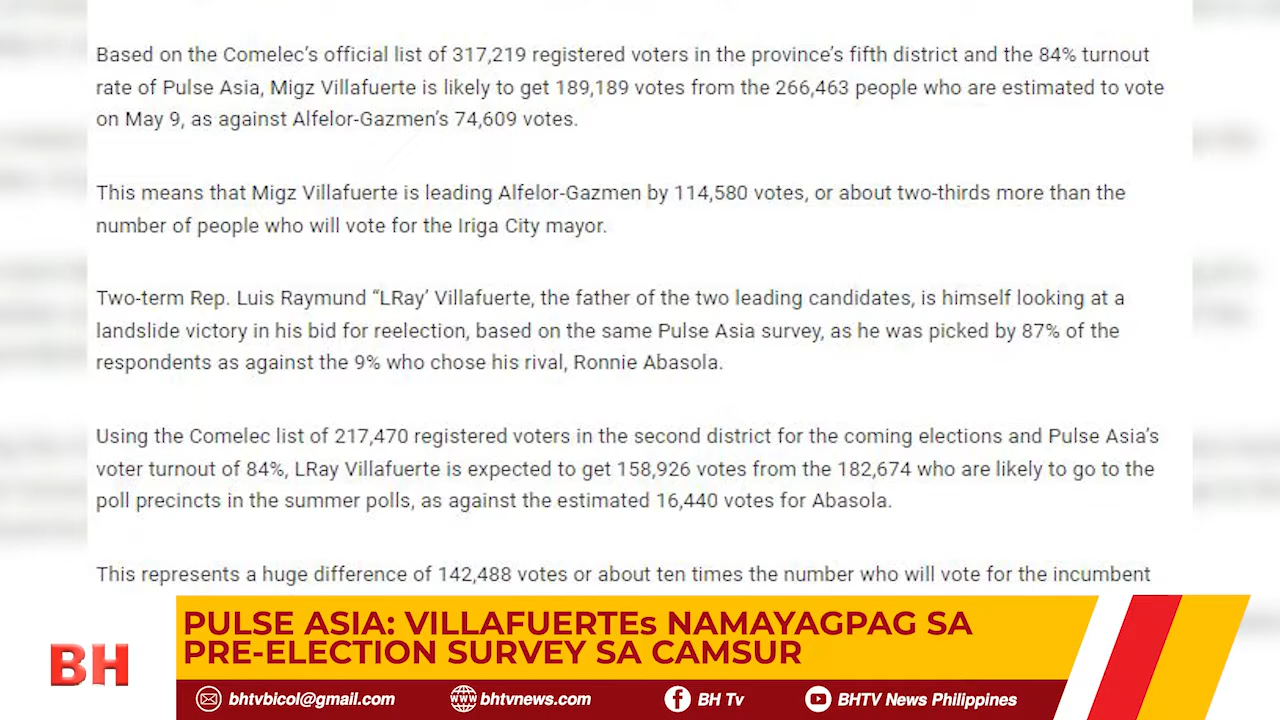 Based on the Comelec's official list of 317,219 registered voters in the province's fifth district and the 84% turnout
rate of Pulse Asia, Migz Villafuerte is likely to get 189,189 votes from the 266,463 people who are estimated to vote
on May 9, as against Alfelor-Gazmen's 74,609 votes.
This means that Migz Villafuerte is leading Alfelor-Gazmen by 114,580 votes, or about two-thirds more than the
number of people who will vote for the Iriga City mayor.
Two-term Rep. Luis Raymund “LRay’ Villafuerte, the father of the two leading candidates, is himself looking at a
landslide victory in his bid for reelection, based on the same Pulse Asia survey, as he was picked by 87% of the
respondents as against the 9% who chose his rival, Ronnie Abasola.
Using the Comelec list of 217,470 registered voters in the second district for the coming elections and Pulse Asia's
voter turnout of 84%, LRay Villafuerte is expected to get 158,926 votes from the 182,674 who are likely to go to the
poll precincts in the summer polls, as against the estimated 16,440 votes for Abasola.
This represents a huge difference of 142,488 votes or about ten times the number who will vote for the incumbent
PULSE ASIA: VILLAFUERTEs NAMAYAGPAG SA
PRE-ELECTION SURVEY SA CAMSUR
BH
bhtvbicol@gmail.com bhtvnews.com BH Tv BHTV News Philippines